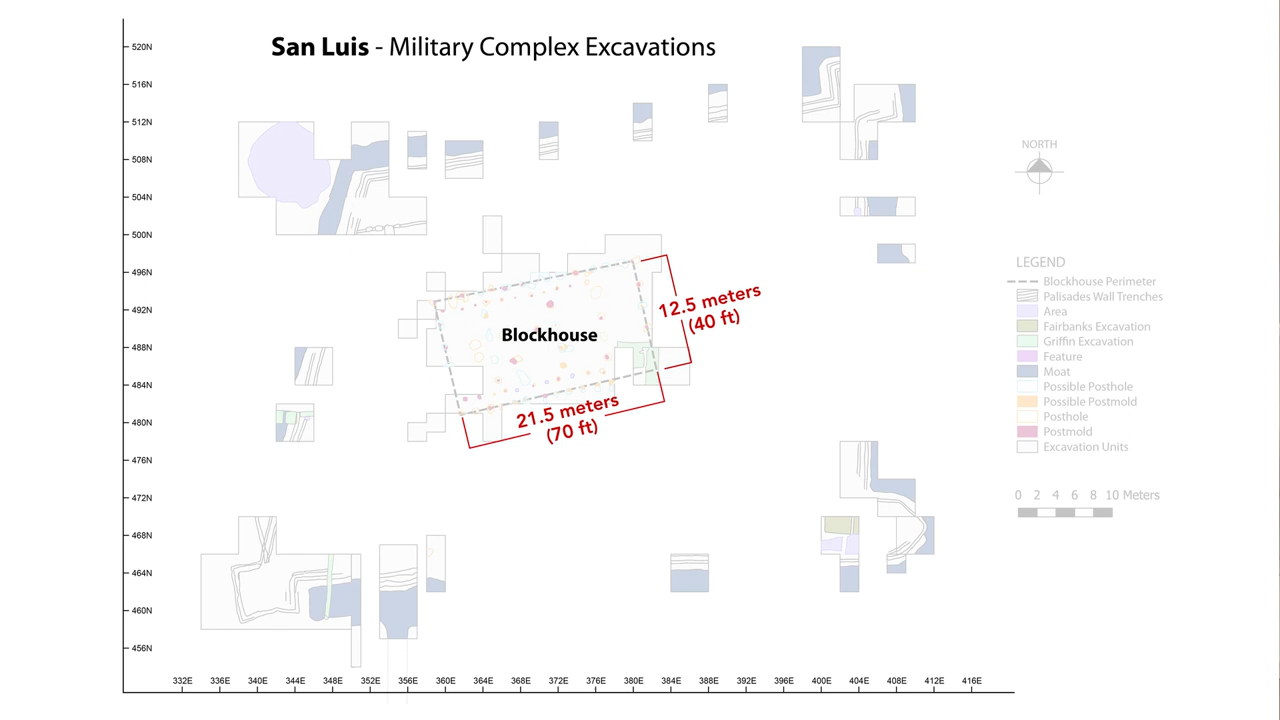 San Luis - Military Complex Excavations
520N
516N
512N
508N
504N
500N
496N
492N
488N
484N
480N
476N
472N
468N
464N
460N
456N
Blockhouse
12.5 meters
(40 ft)
21.5 meters
(70 ft)
NORTH
LEGEND
Blockhouse Perimeter
Palisades Wall Trenches
Area
Fairbanks Excavation
Griffin Excavation
Feature
Moat
Possible Posthole
Possible Postmold
Posthole
Postmold
Excavation Units
0 2 4 6 8 10 Meters
332E 336E 340E 344E 348E 352E 356E 360E 364E 368E 372E 376E 380E 384E 388E 392E 396E 400E 404E 408E 412E 416E